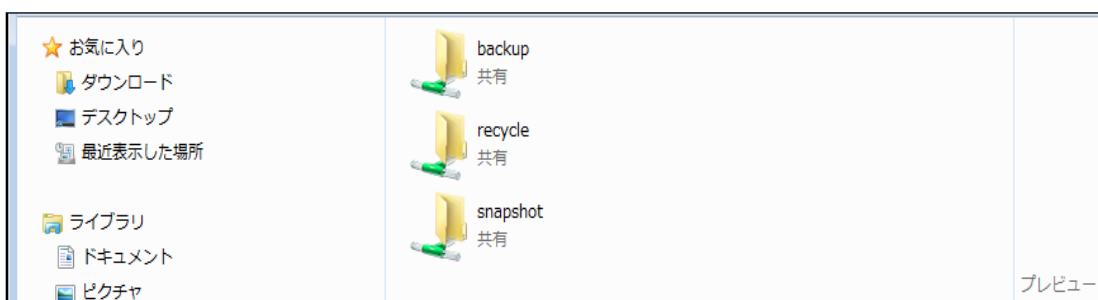 お気に入り
ダウンロード
デスクトップ
最近表示した場所
ライブラリ
ドキュメント
ピクチャ
backup
共有
recycle
共有
snapshot
共有
プレビュー